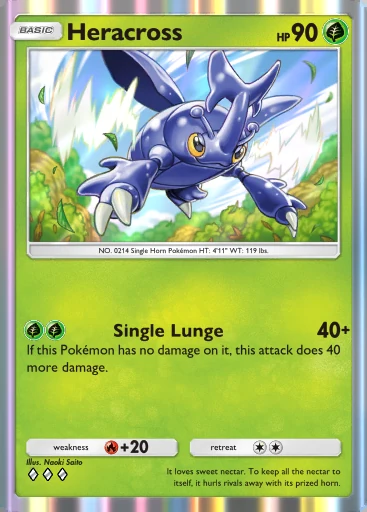 BASIC Heracross HP 90
NO. 0214 Single Horn Pokémon HT: 4'11" WT: 119 lbs.
Single Lunge 40+
If this Pokémon has no damage on it, this attack does 40
more damage.
weakness +20 retreat
Illus. Naoki Saito
It loves sweet nectar. To keep all the nectar to
itself, it hurls rivals away with its prized horn.